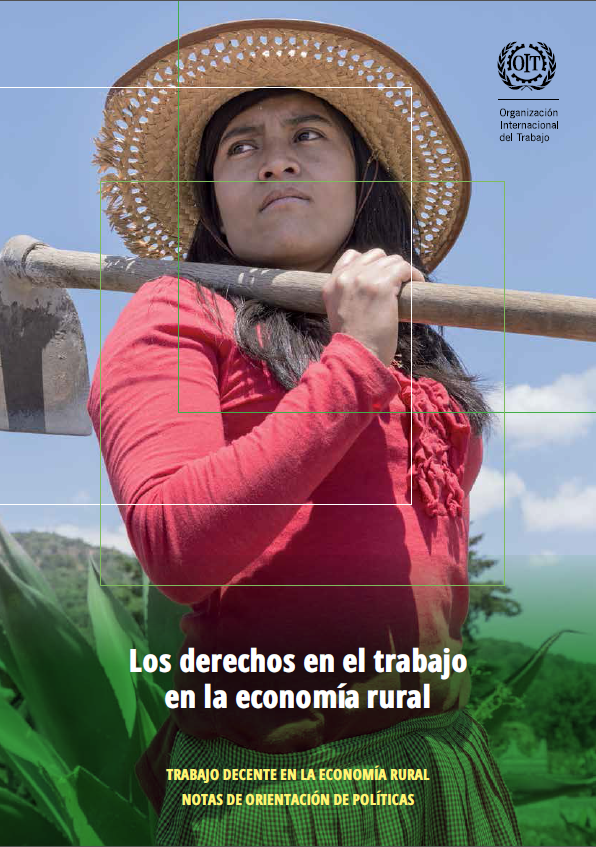 OIT
Organización
Internacional
del Trabajo
Los derechos en el trabajo
en la economía rural
TRABAJO DECENTE EN LA ECONOMÍA RURAL
NOTAS DE ORIENTACIÓN DE POLÍTICAS